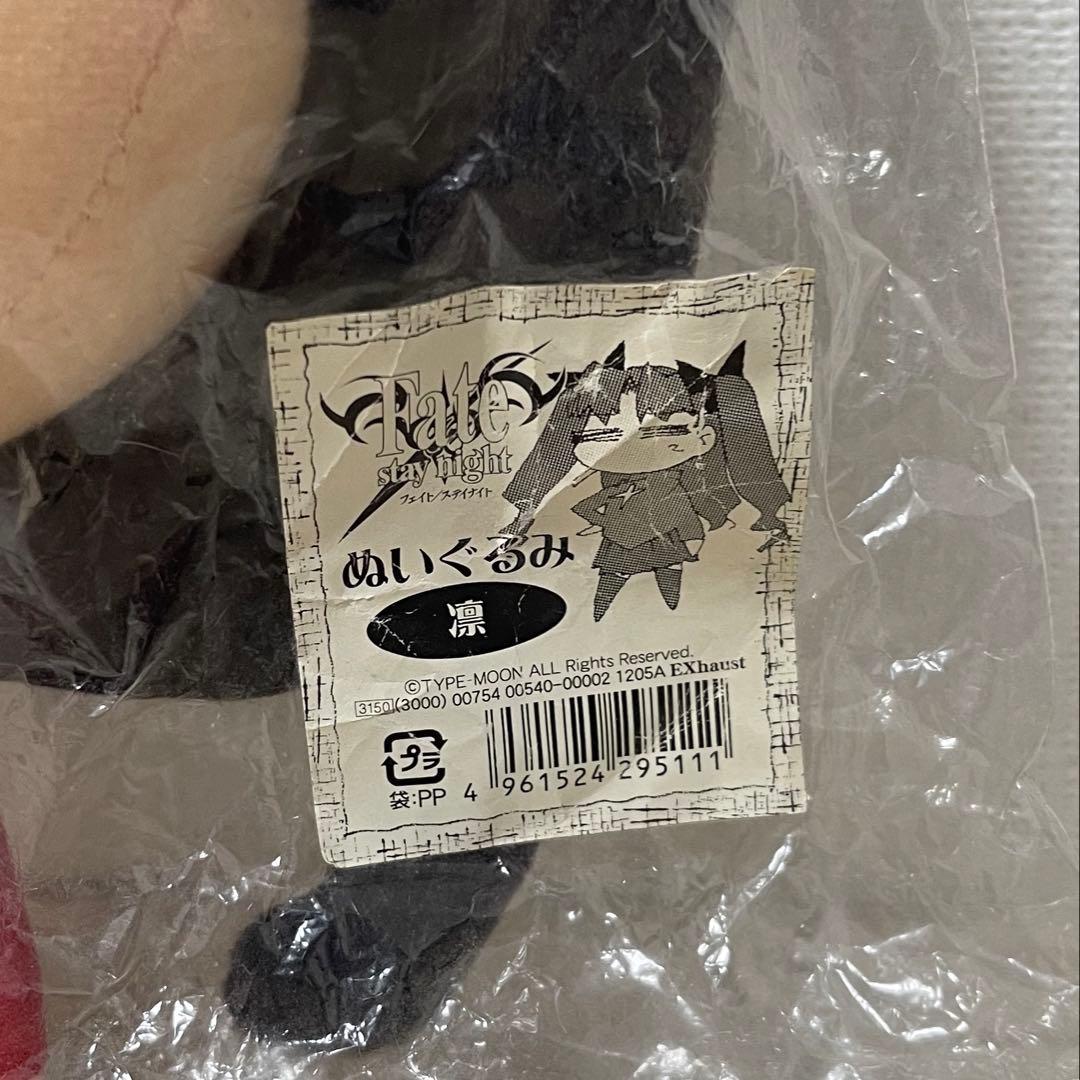 Fate
stay night
フェイト/ステイナイト
ぬいぐるみ
凛
©TYPE-MOON ALL Rights Reserved.
3150 (3000) 00754 00540-00002 1205A EXhaust
プラ
袋:PP
4 961524 295111